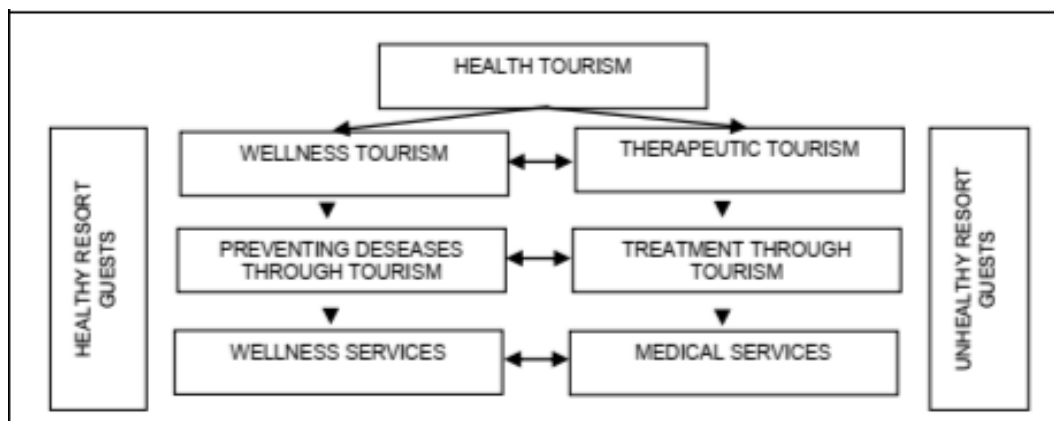 HEALTH TOURISM
WELLNESS TOURISM
THERAPEUTIC TOURISM
PREVENTING DESEASES
THROUGH TOURISM
TREATMENT THROUGH
TOURISM
WELLNESS SERVICES
MEDICAL SERVICES
HEALTHY RESORT
GUESTS
UNHEALTHY RESORT
GUESTS